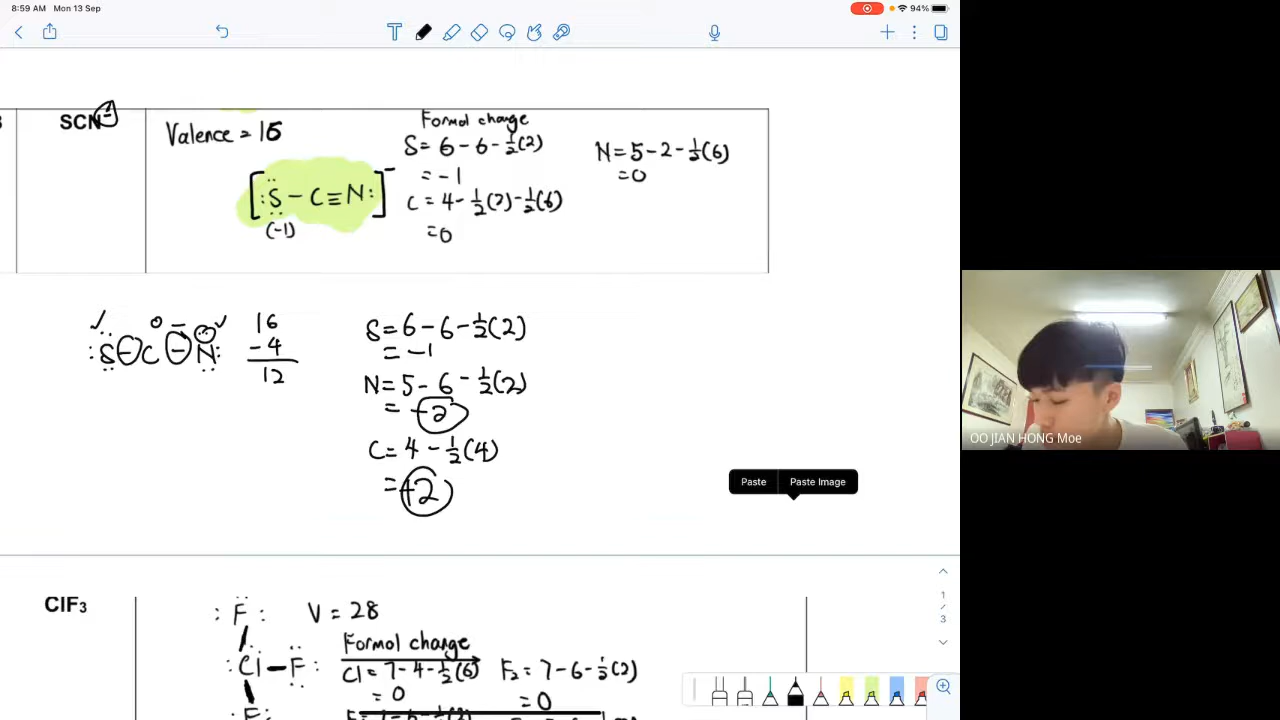 8:59 AM Mon 13 Sep
94%
SCN⁻
Valence = 16
Formal charge
S = 6 - 6 - ½(2)
= -1
C = 4 - ½(2) - ½(6)
= 0
N = 5 - 2 - ½(6)
= 0
[:S - C ≡ N:]⁻
(-1)
:S - C - N:
16
- 4
12
S = 6 - 6 - ½(2)
= -1
N = 5 - 6 - ½(2)
= -2
C = 4 - ½(4)
= +2
Paste Paste Image
OO JIAN HONG Moe
ClF₃
:F:
V = 28
Formal charge
:Cl - F:
Cl = 7 - 4 - ½(6)
= 0
F₂ = 7 - 6 - ½(2)
= 0
1
/
3